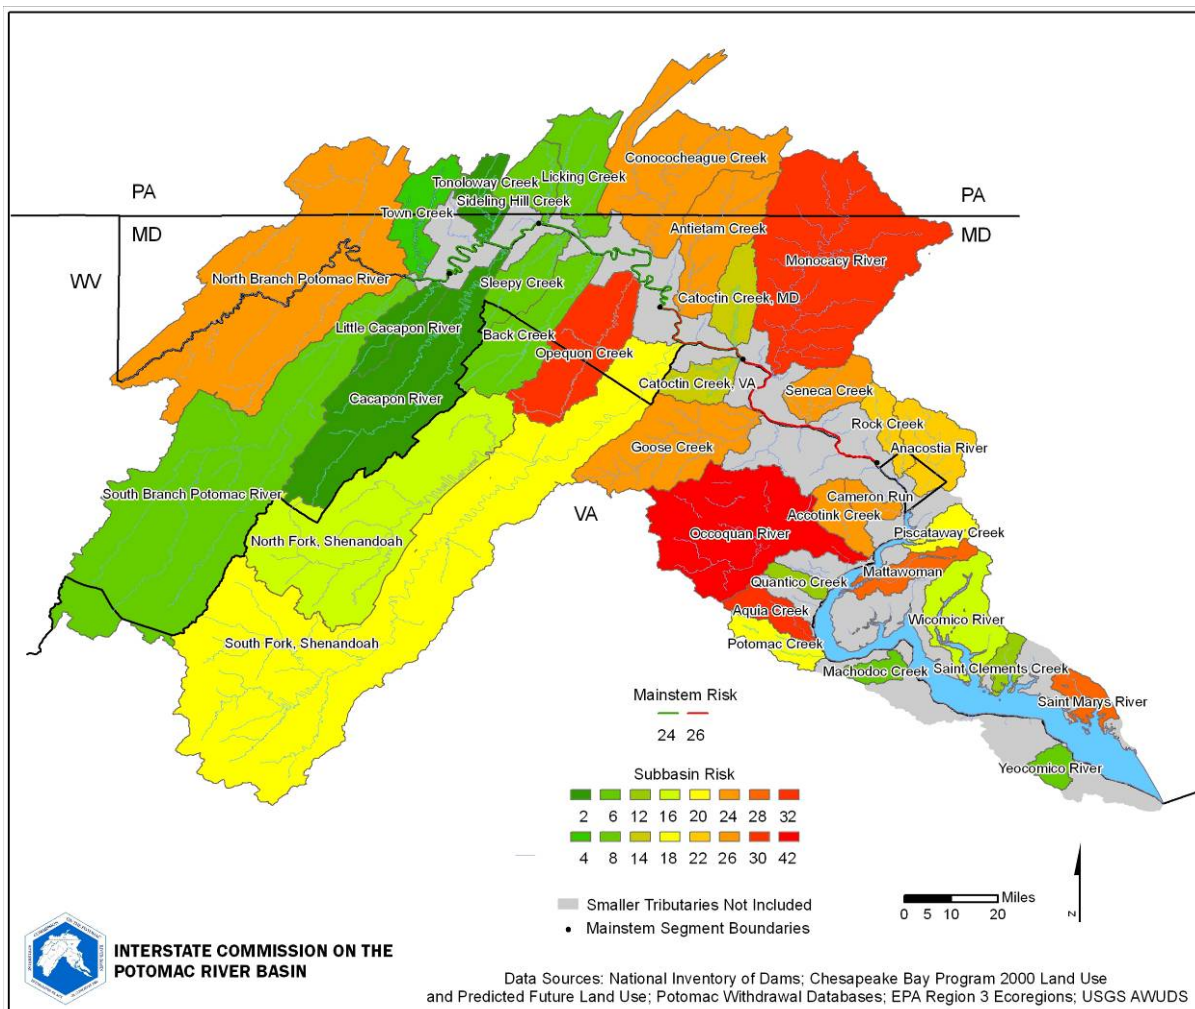 PA
PA
MD
MD
WV
VA
Conococheague Creek
Tonoloway Creek
Licking Creek
Sideling Hill Creek
Town Creek
Antietam Creek
Monocacy River
North Branch Potomac River
Sleepy Creek
Catoctin Creek, MD
Little Cacapon River
Back Creek
Opequon Creek
Catoctin Creek, VA
Seneca Creek
Cacapon River
Rock Creek
Goose Creek
Anacostia River
South Branch Potomac River
Cameron Run
Accotink Creek
Occoquan River
Piscataway Creek
North Fork, Shenandoah
Mattawoman
Quantico Creek
Aquia Creek
Wicomico River
South Fork, Shenandoah
Potomac Creek
Machodoc Creek
Saint Clements Creek
Saint Marys River
Yeocomico River
Mainstem Risk
24 26
Subbasin Risk
2 6 12 16 20 24 28 32
4 8 14 18 22 26 30 42
Smaller Tributaries Not Included
Mainstem Segment Boundaries
Miles
0 5 10 20
N
INTERSTATE COMMISSION ON THE
POTOMAC RIVER BASIN
Data Sources: National Inventory of Dams; Chesapeake Bay Program 2000 Land Use
and Predicted Future Land Use; Potomac Withdrawal Databases; EPA Region 3 Ecoregions; USGS AWUDS